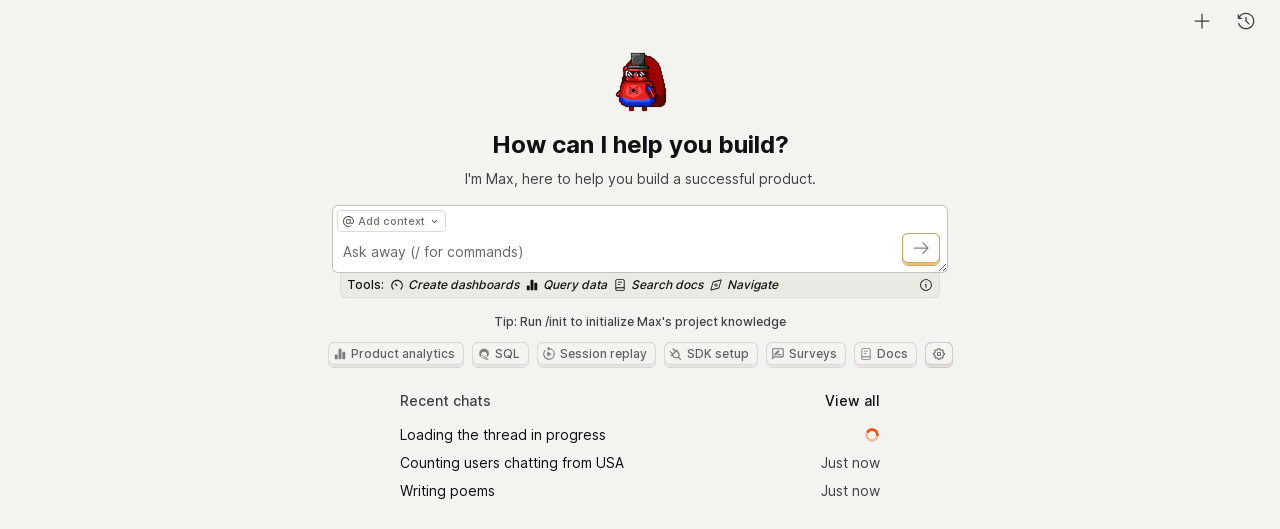 How can I help you build?
I'm Max, here to help you build a successful product.
@ Add context
Ask away (/ for commands)
Tools: Create dashboards Query data Search docs Navigate
Tip: Run /init to initialize Max's project knowledge
Product analytics SQL Session replay SDK setup Surveys Docs
Recent chats View all
Loading the thread in progress
Counting users chatting from USA Just now
Writing poems Just now